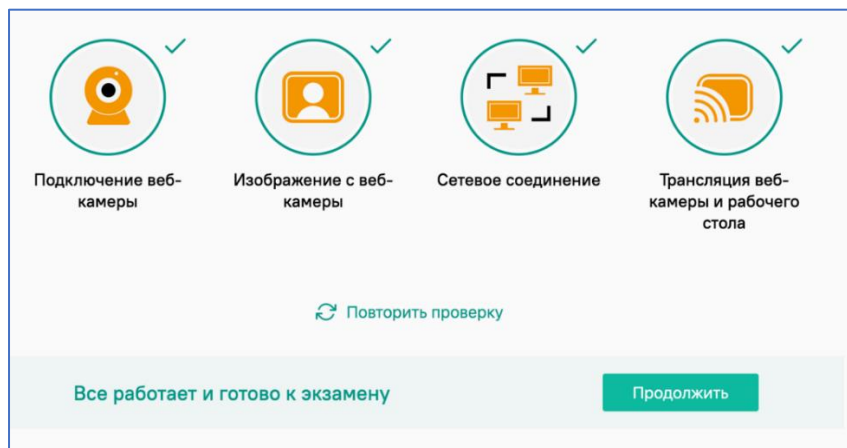 Подключение веб-
камеры
Изображение с веб-
камеры
Сетевое соединение
Трансляция веб-
камеры и рабочего
стола
Повторить проверку
Все работает и готово к экзамену
Продолжить